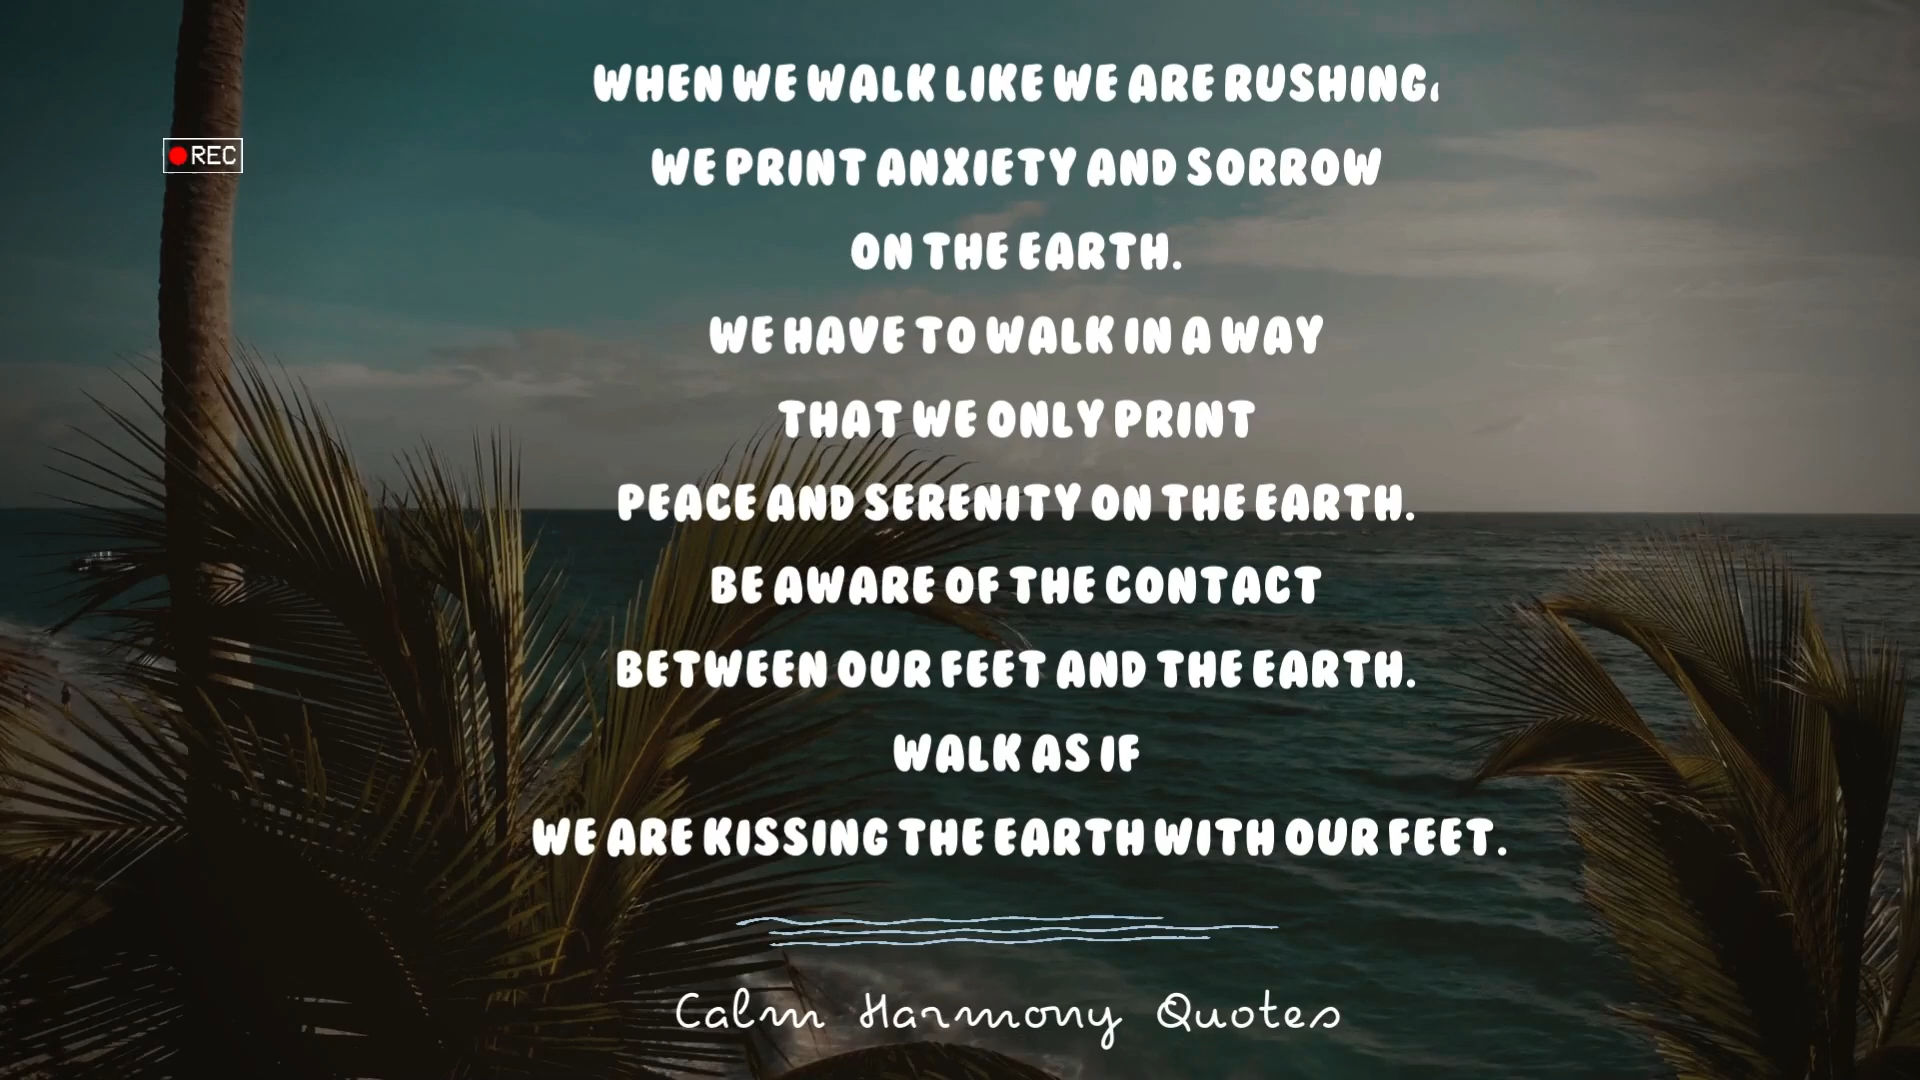 WHEN WE WALK LIKE WE ARE RUSHING,
REC
WE PRINT ANXIETY AND SORROW
ON THE EARTH.
WE HAVE TO WALK IN A WAY
THAT WE ONLY PRINT
PEACE AND SERENITY ON THE EARTH.
BE AWARE OF THE CONTACT
BETWEEN OUR FEET AND THE EARTH.
WALK AS IF
WE ARE KISSING THE EARTH WITH OUR FEET.
Calm Harmony Quotes